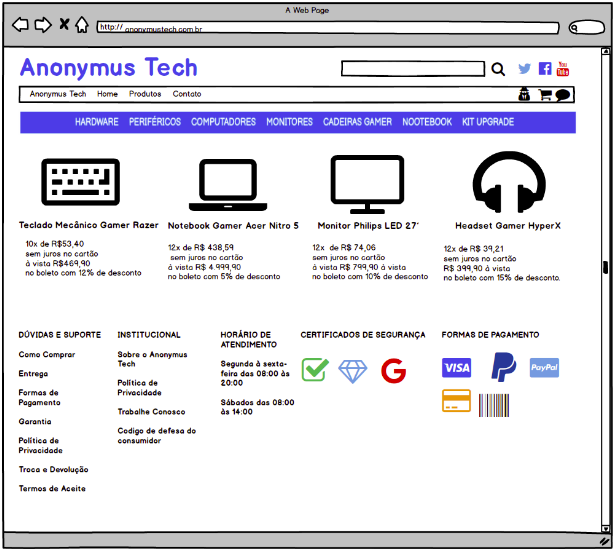 A Web Page
http://anonymustech.com.br
Anonymus Tech
You
Tube
Anonymus Tech Home Produtos Contato
HARDWARE PERIFÉRICOS COMPUTADORES MONITORES CADEIRAS GAMER NOOTEBOOK KIT UPGRADE
Teclado Mecânico Gamer Razer
10x de R$53,40
sem juros no cartão
à vista R$469,90
no boleto com 12% de desconto
Notebook Gamer Acer Nitro 5
12x de R$ 438,59
sem juros no cartão
à vista R$ 4.999,90
no boleto com 5% de desconto
Monitor Philips LED 27'
12x de R$ 74,06
sem juros no cartão
à vista R$ 799,90 à vista
no boleto com 10% de desconto
Headset Gamer HyperX
12x de R$ 39,21
sem juros no cartão
R$ 399,90 à vista
no boleto com 15% de desconto.
DÚVIDAS E SUPORTE
Como Comprar
Entrega
Formas de
Pagamento
Garantia
Política de
Privacidade
Troca e Devolução
Termos de Aceite
INSTITUCIONAL
Sobre o Anonymus
Tech
Política de
Privacidade
Trabalhe Conosco
Codigo de defesa do
consumidor
HORÁRIO DE
ATENDIMENTO
Segunda à sexta-
feira das 08:00 às
20:00
Sábados das 08:00
às 14:00
CERTIFICADOS DE SEGURANÇA
FORMAS DE PAGAMENTO
VISA
PayPal